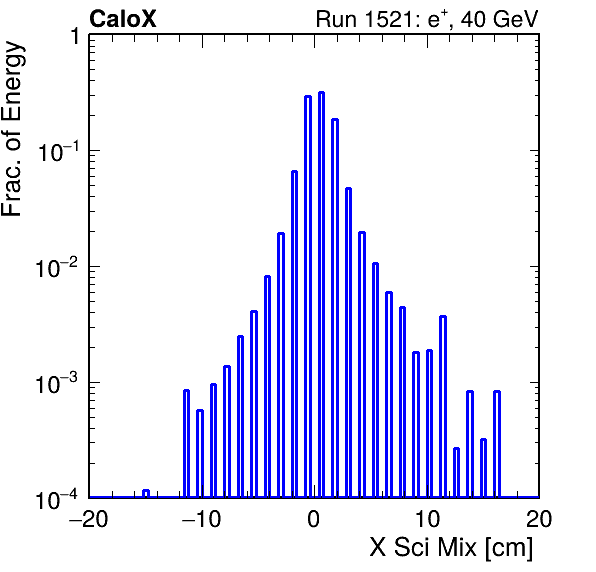 CaloX Run 1521: e⁺, 40 GeV
Frac. of Energy
1
10⁻¹
10⁻²
10⁻³
10⁻⁴
−20 −10 0 10 20
X Sci Mix [cm]